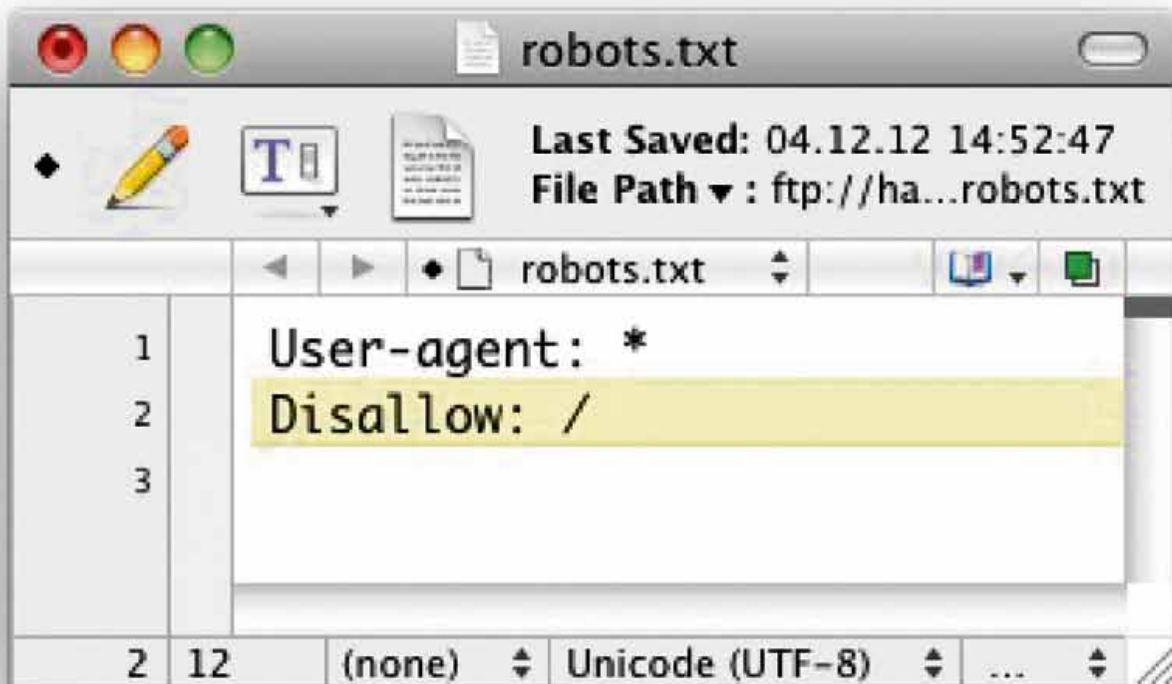 robots.txt
Last Saved: 04.12.12 14:52:47
File Path ▾ : ftp://ha...robots.txt
robots.txt
1 User-agent: *
2 Disallow: /
3
2 12 (none) Unicode (UTF-8) ...